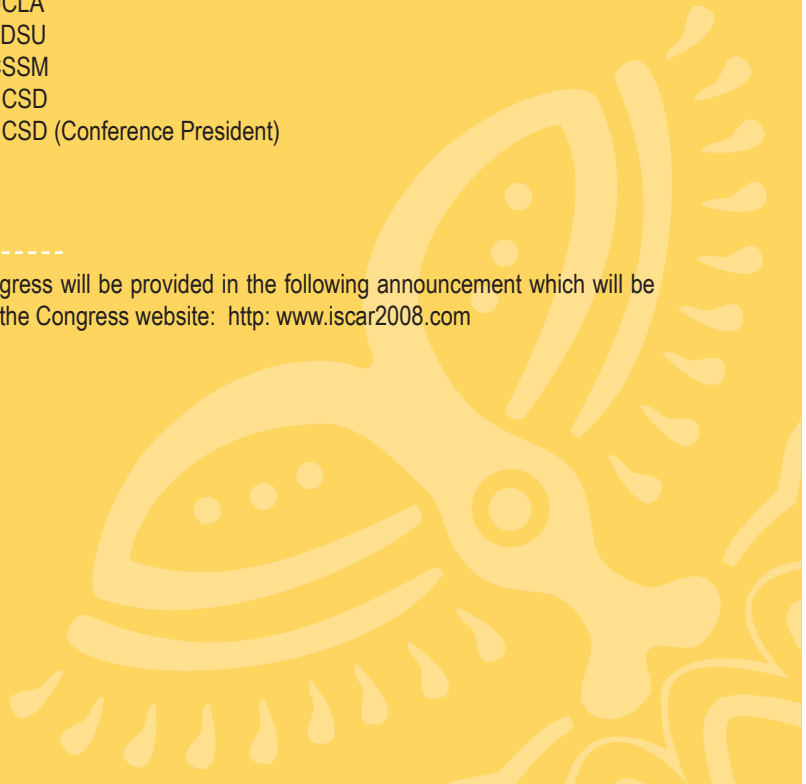 CLA
DSU
SSM
CSD
CSD (Conference President)
------
gress will be provided in the following announcement which will be
the Congress website: http: www.iscar2008.com